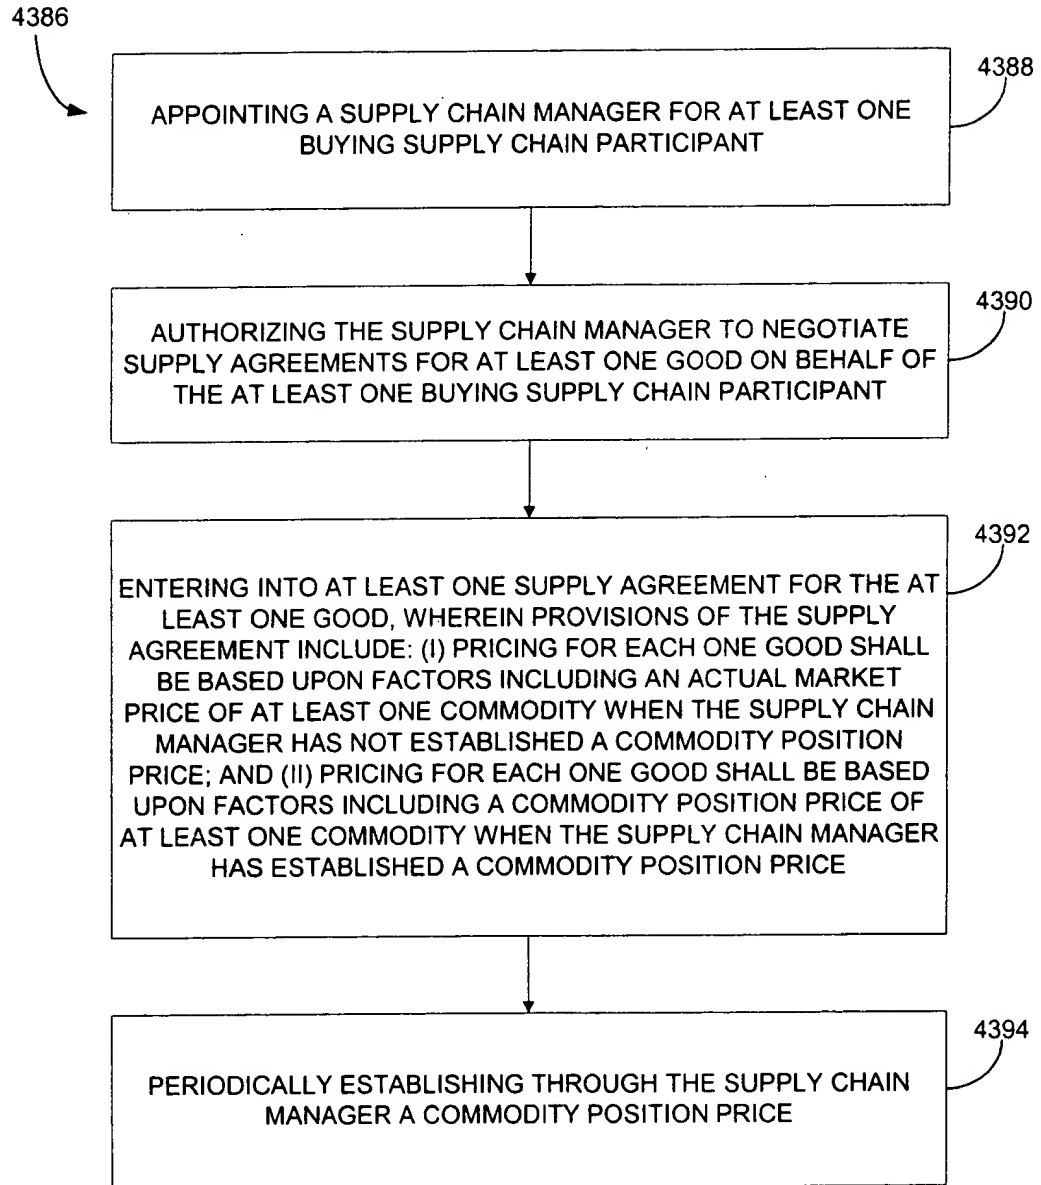 4386
4388
APPOINTING A SUPPLY CHAIN MANAGER FOR AT LEAST ONE
BUYING SUPPLY CHAIN PARTICIPANT
4390
AUTHORIZING THE SUPPLY CHAIN MANAGER TO NEGOTIATE
SUPPLY AGREEMENTS FOR AT LEAST ONE GOOD ON BEHALF OF
THE AT LEAST ONE BUYING SUPPLY CHAIN PARTICIPANT
4392
ENTERING INTO AT LEAST ONE SUPPLY AGREEMENT FOR THE AT
LEAST ONE GOOD, WHEREIN PROVISIONS OF THE SUPPLY
AGREEMENT INCLUDE: (I) PRICING FOR EACH ONE GOOD SHALL
BE BASED UPON FACTORS INCLUDING AN ACTUAL MARKET
PRICE OF AT LEAST ONE COMMODITY WHEN THE SUPPLY CHAIN
MANAGER HAS NOT ESTABLISHED A COMMODITY POSITION
PRICE; AND (II) PRICING FOR EACH ONE GOOD SHALL BE BASED
UPON FACTORS INCLUDING A COMMODITY POSITION PRICE OF
AT LEAST ONE COMMODITY WHEN THE SUPPLY CHAIN MANAGER
HAS ESTABLISHED A COMMODITY POSITION PRICE
4394
PERIODICALLY ESTABLISHING THROUGH THE SUPPLY CHAIN
MANAGER A COMMODITY POSITION PRICE